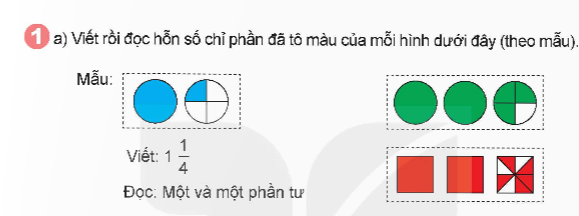 1 a) Viết rồi đọc hỗn số chỉ phần đã tô màu của mỗi hình dưới đây (theo mẫu).
Mẫu:
Viết: 1 1/4
Đọc: Một và một phần tư